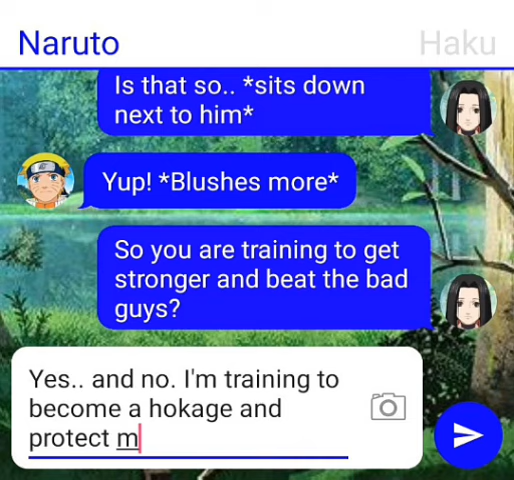 Naruto
Haku
Is that so.. *sits down
next to him*
Yup! *Blushes more*
So you are training to get
stronger and beat the bad
guys?
Yes.. and no. I'm training to
become a hokage and
protect m